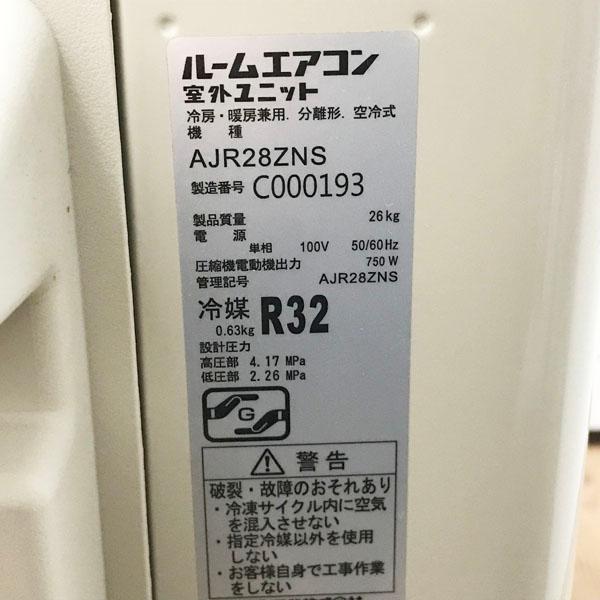 ルームエアコン
室外ユニット
冷房・暖房兼用. 分離形. 空冷式
機 種
AJR28ZNS
製造番号 C000193
製品質量 26kg
電 源
単相 100V 50/60Hz
圧縮機電動機出力 750W
管理記号 AJR28ZNS
冷媒 R32
0.63kg
設計圧力
高圧部 4.17 MPa
低圧部 2.26 MPa
G
警告
破裂・故障のおそれあり
・冷凍サイクル内に空気
を混入させない
・指定冷媒以外を使用
しない
・お客様自身で工事作業
をしない